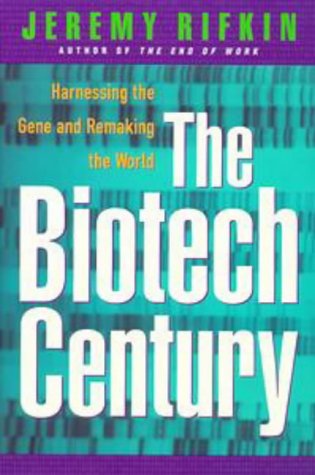 JEREMY RIFKIN
AUTHOR OF THE END OF WORK
Harnessing the
Gene and Remaking
the World
The
Biotech
Century